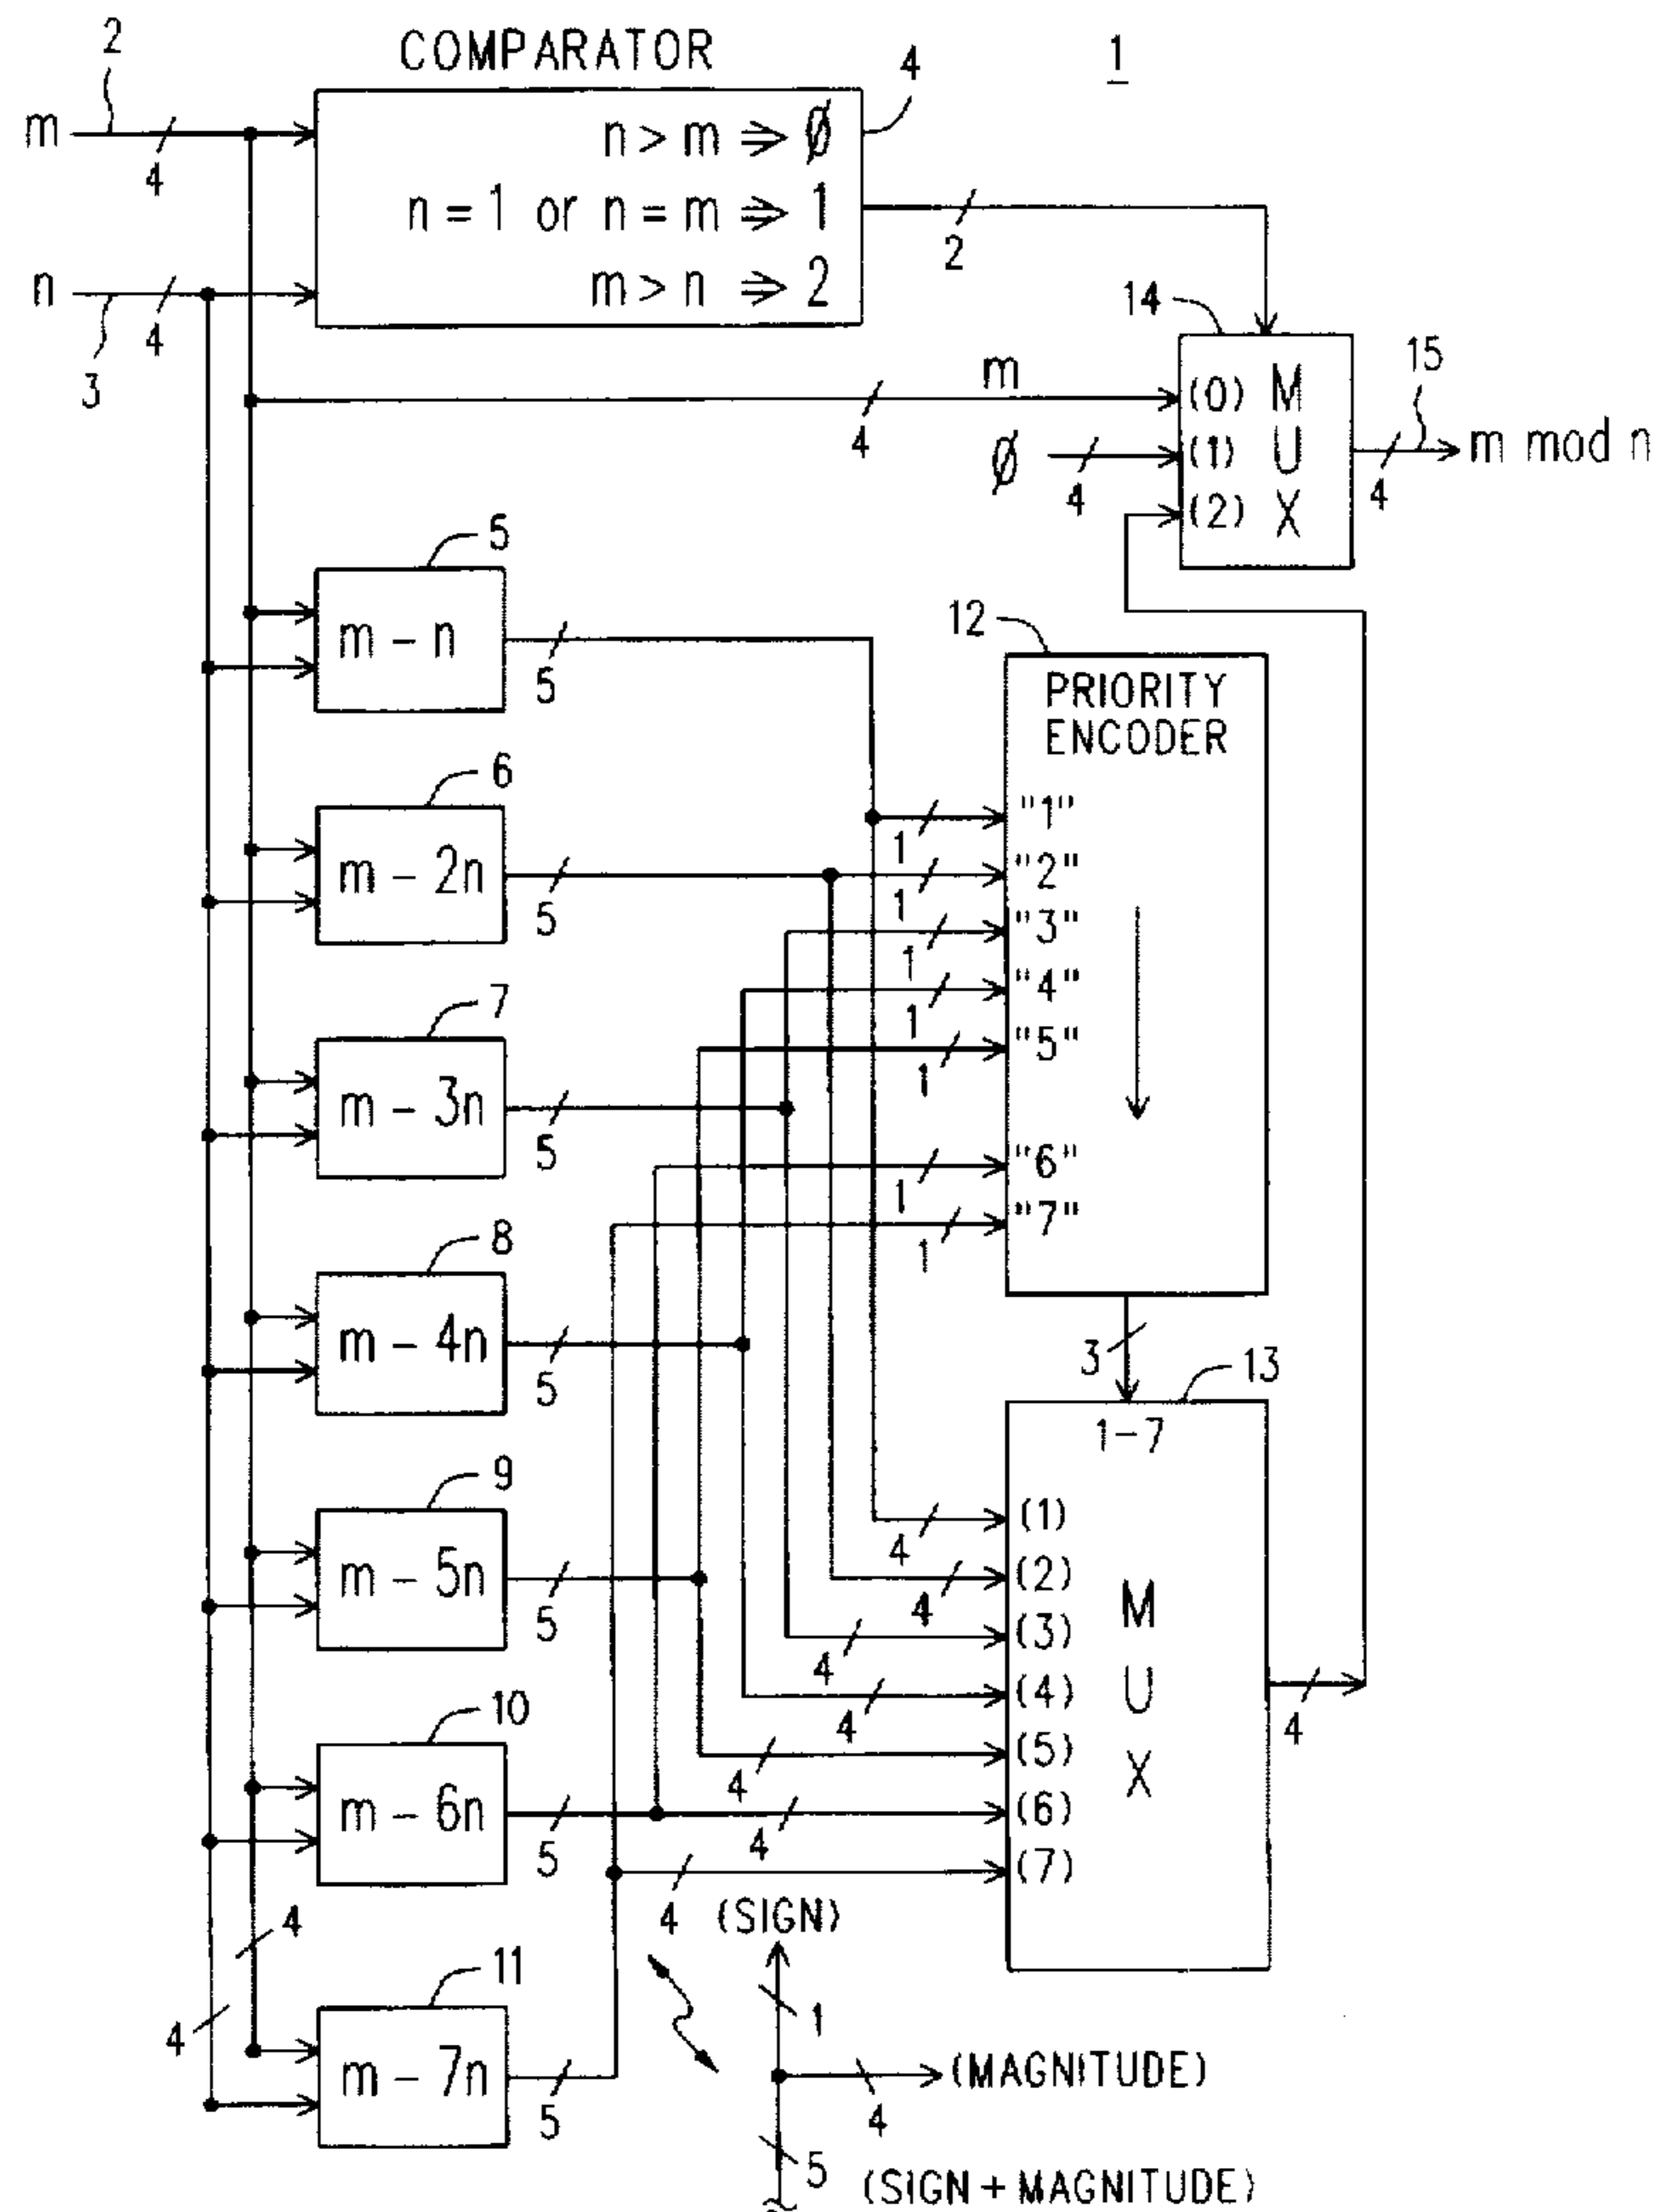 2
COMPARATOR
4
1
m
4
n > m ⇒ Ø
n = 1 or n = m ⇒ 1
m > n ⇒ 2
2
n
4
3
14
15
m
4
(0)
Ø
4
(1)
(2)
M
U
X
4
m mod n
5
m - n
5
12
PRIORITY
ENCODER
6
m - 2n
5
"1"
1
"2"
1
"3"
1
"4"
1
"5"
1
"6"
1
"7"
1
7
m - 3n
5
8
m - 4n
5
3
13
1-7
9
m - 5n
5
(1)
4
(2)
4
(3)
4
(4)
4
(5)
4
(6)
4
(7)
4
M
U
X
4
10
m - 6n
5
4
4
11
m - 7n
5
(SIGN)
1
(MAGNITUDE)
4
5
(SIGN + MAGNITUDE)